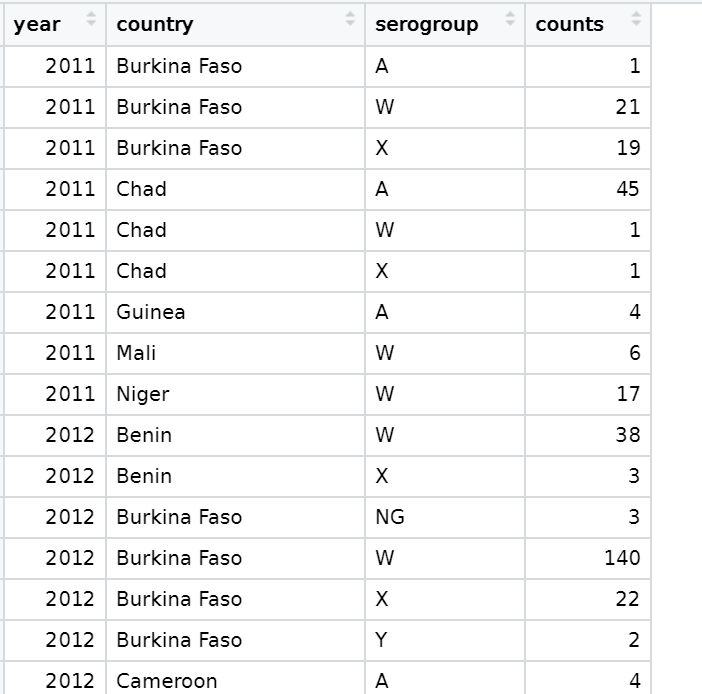 year country serogroup counts
2011 Burkina Faso A 1
2011 Burkina Faso W 21
2011 Burkina Faso X 19
2011 Chad A 45
2011 Chad W 1
2011 Chad X 1
2011 Guinea A 4
2011 Mali W 6
2011 Niger W 17
2012 Benin W 38
2012 Benin X 3
2012 Burkina Faso NG 3
2012 Burkina Faso W 140
2012 Burkina Faso X 22
2012 Burkina Faso Y 2
2012 Cameroon A 4